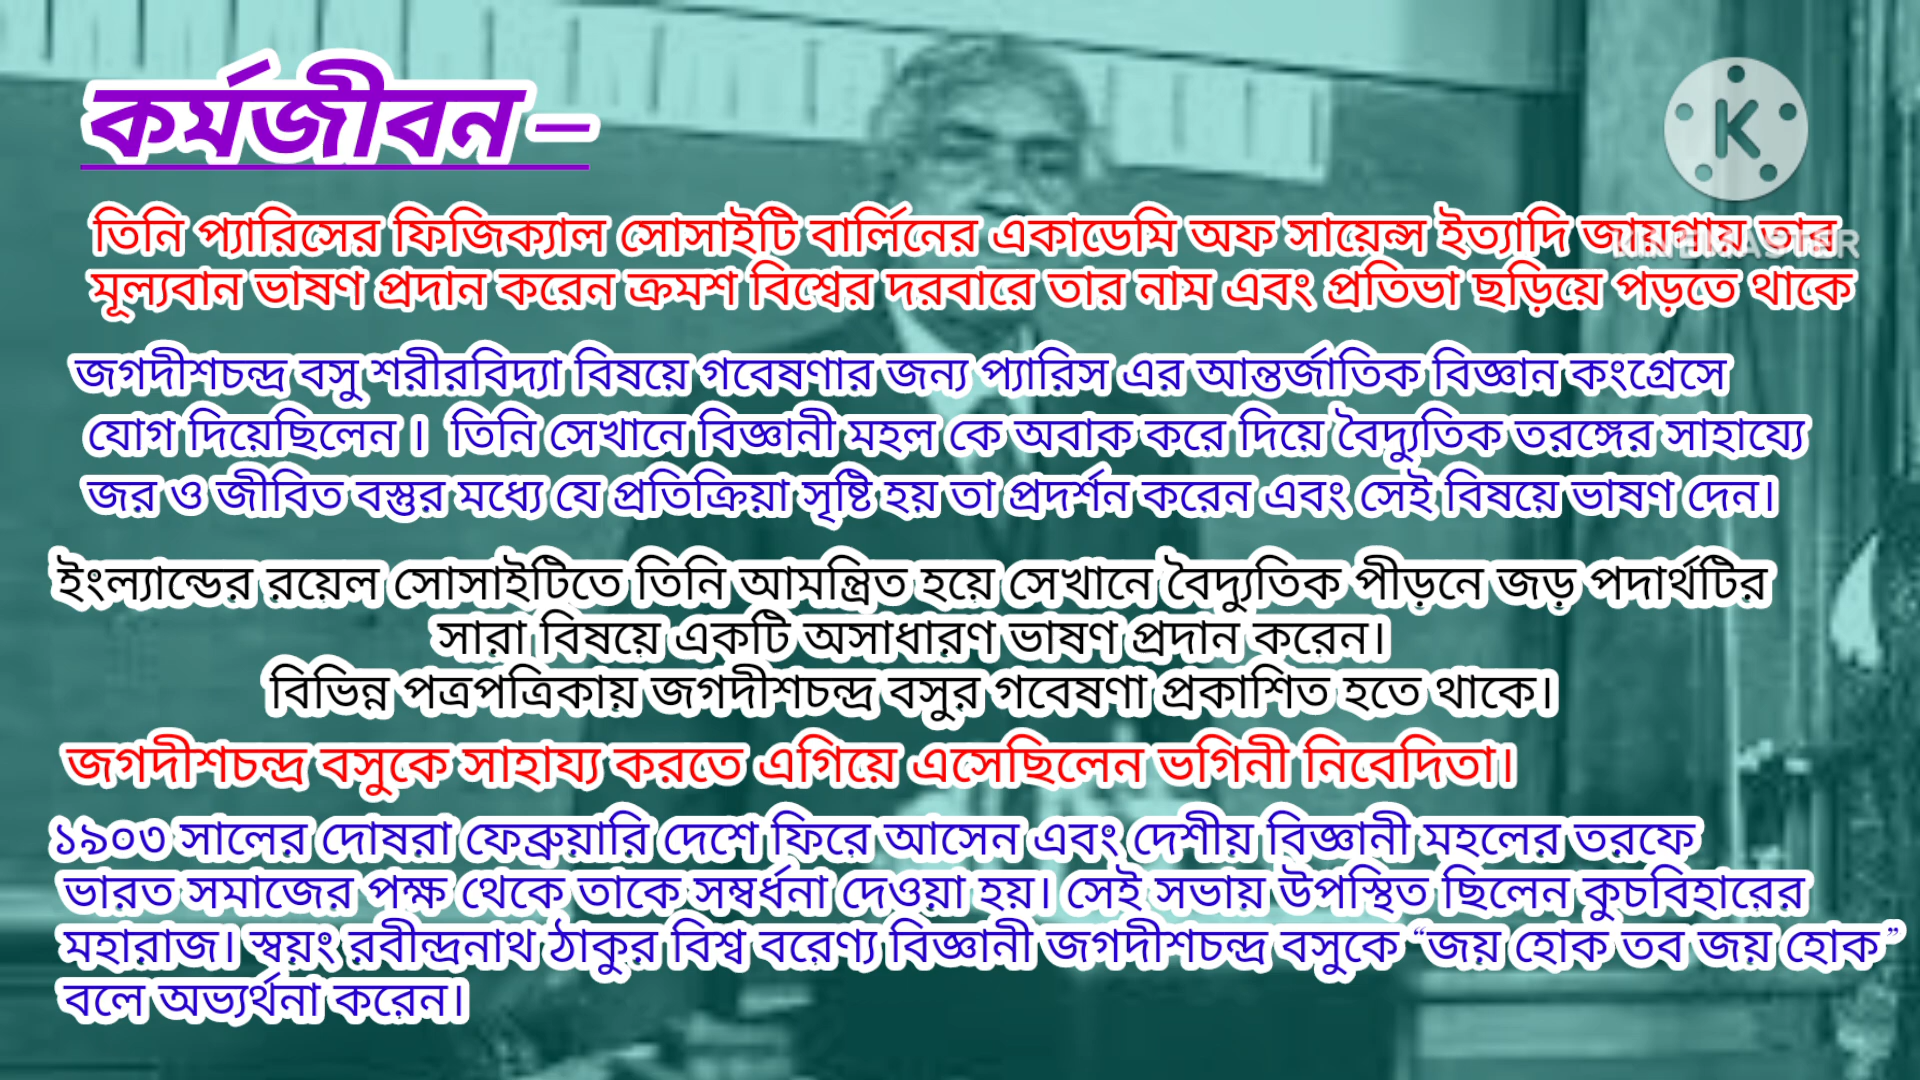 কর্মজীবন –
K
KINEMASTER
তিনি প্যারিসের ফিজিক্যাল সোসাইটি বার্লিনের একাডেমি অফ সায়েন্স ইত্যাদি জায়গায় তার
মূল্যবান ভাষণ প্রদান করেন ক্রমশ বিশ্বের দরবারে তার নাম এবং প্রতিভা ছড়িয়ে পড়তে থাকে
জগদীশচন্দ্র বসু শরীরবিদ্যা বিষয়ে গবেষণার জন্য প্যারিস এর আন্তর্জাতিক বিজ্ঞান কংগ্রেসে
যোগ দিয়েছিলেন। তিনি সেখানে বিজ্ঞানী মহল কে অবাক করে দিয়ে বৈদ্যুতিক তরঙ্গের সাহায্যে
জর ও জীবিত বস্তুর মধ্যে যে প্রতিক্রিয়া সৃষ্টি হয় তা প্রদর্শন করেন এবং সেই বিষয়ে ভাষণ দেন।
ইংল্যান্ডের রয়েল সোসাইটিতে তিনি আমন্ত্রিত হয়ে সেখানে বৈদ্যুতিক পীড়নে জড় পদার্থটির
সারা বিষয়ে একটি অসাধারণ ভাষণ প্রদান করেন।
বিভিন্ন পত্রপত্রিকায় জগদীশচন্দ্র বসুর গবেষণা প্রকাশিত হতে থাকে।
জগদীশচন্দ্র বসুকে সাহায্য করতে এগিয়ে এসেছিলেন ভগিনী নিবেদিতা।
১৯০৩ সালের দোষরা ফেব্রুয়ারি দেশে ফিরে আসেন এবং দেশীয় বিজ্ঞানী মহলের তরফে
ভারত সমাজের পক্ষ থেকে তাকে সম্বর্ধনা দেওয়া হয়। সেই সভায় উপস্থিত ছিলেন কুচবিহারের
মহারাজ। স্বয়ং রবীন্দ্রনাথ ঠাকুর বিশ্ব বরেণ্য বিজ্ঞানী জগদীশচন্দ্র বসুকে “জয় হোক তব জয় হোক”
বলে অভ্যর্থনা করেন।